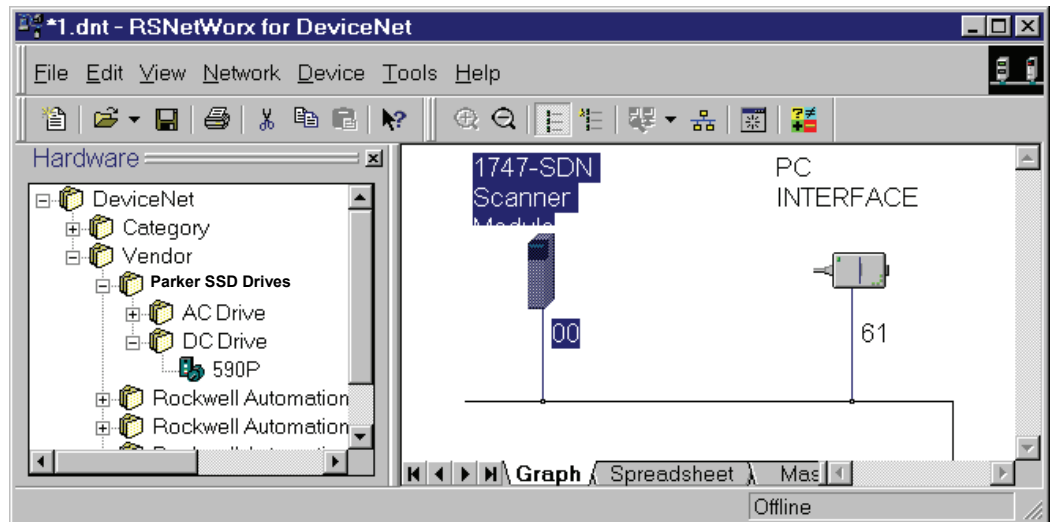 *1.dnt - RSNetWorx for DeviceNet
File Edit View Network Device Tools Help
Hardware
DeviceNet
Category
Vendor
Parker SSD Drives
AC Drive
DC Drive
590P
Rockwell Automation
Rockwell Automation
1747-SDN
Scanner
Module
00
PC
INTERFACE
61
Graph Spreadsheet Mas
Offline